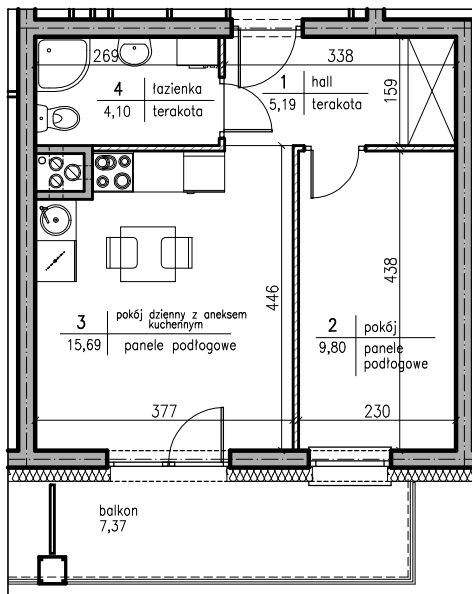 269
338
4 łazienka
4,10 terakota
1 hall
5,19 terakota
159
446
438
3 pokój dzienny z aneksem
kuchennym
15,69 panele podłogowe
2 pokój
9,80 panele
podłogowe
377
230
balkon
7,37